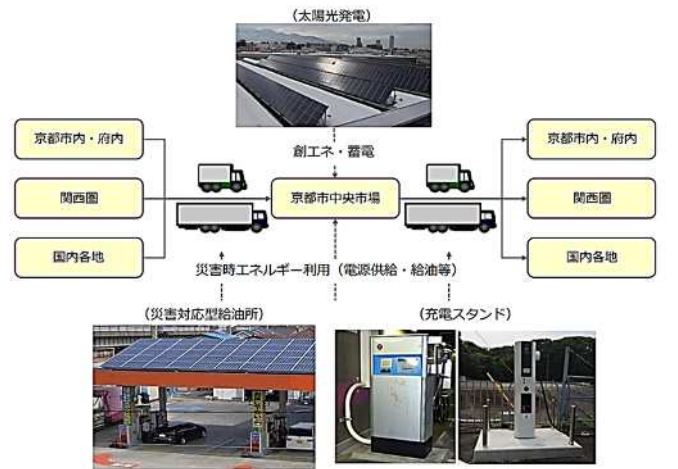 (太陽光発電)
創エネ・蓄電
京都市内・府内
関西圏
国内各地
京都市中央市場
京都市内・府内
関西圏
国内各地
災害時エネルギー利用（電源供給・給油等）
(災害対応型給油所)
(充電スタンド)